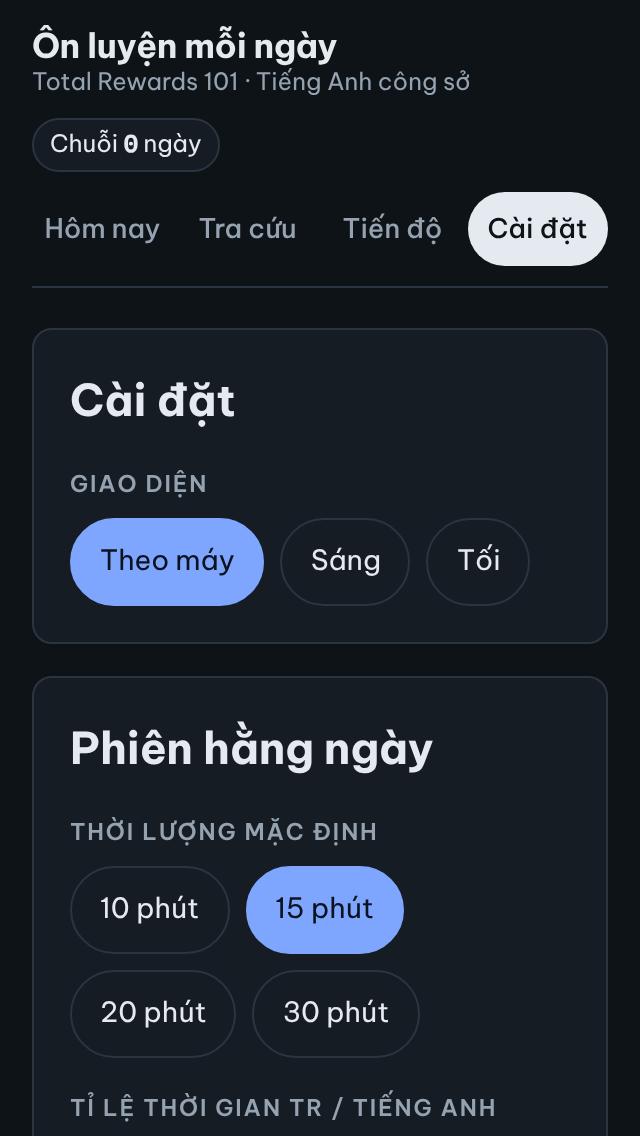 Ôn luyện mỗi ngày
Total Rewards 101 · Tiếng Anh công sở
Chuỗi 0 ngày
Hôm nay Tra cứu Tiến độ Cài đặt
Cài đặt
GIAO DIỆN
Theo máy Sáng Tối
Phiên hằng ngày
THỜI LƯỢNG MẶC ĐỊNH
10 phút 15 phút
20 phút 30 phút
TỈ LỆ THỜI GIAN TR / TIẾNG ANH